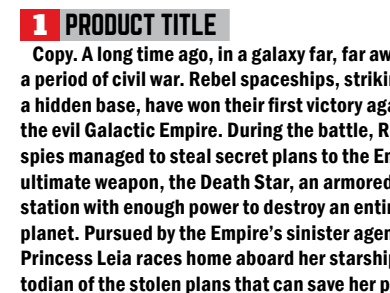 1 PRODUCT TITLE
Copy. A long time ago, in a galaxy far, far
a period of civil war. Rebel spaceships,
a hidden base, have won their first victory
the evil Galactic Empire. During the battle,
spies managed to steal secret plans to the
ultimate weapon, the Death Star, an armored
station with enough power to destroy an
planet. Pursued by the Empire’s sinister
Princess Leia races home aboard her
of the stolen plans that can save her